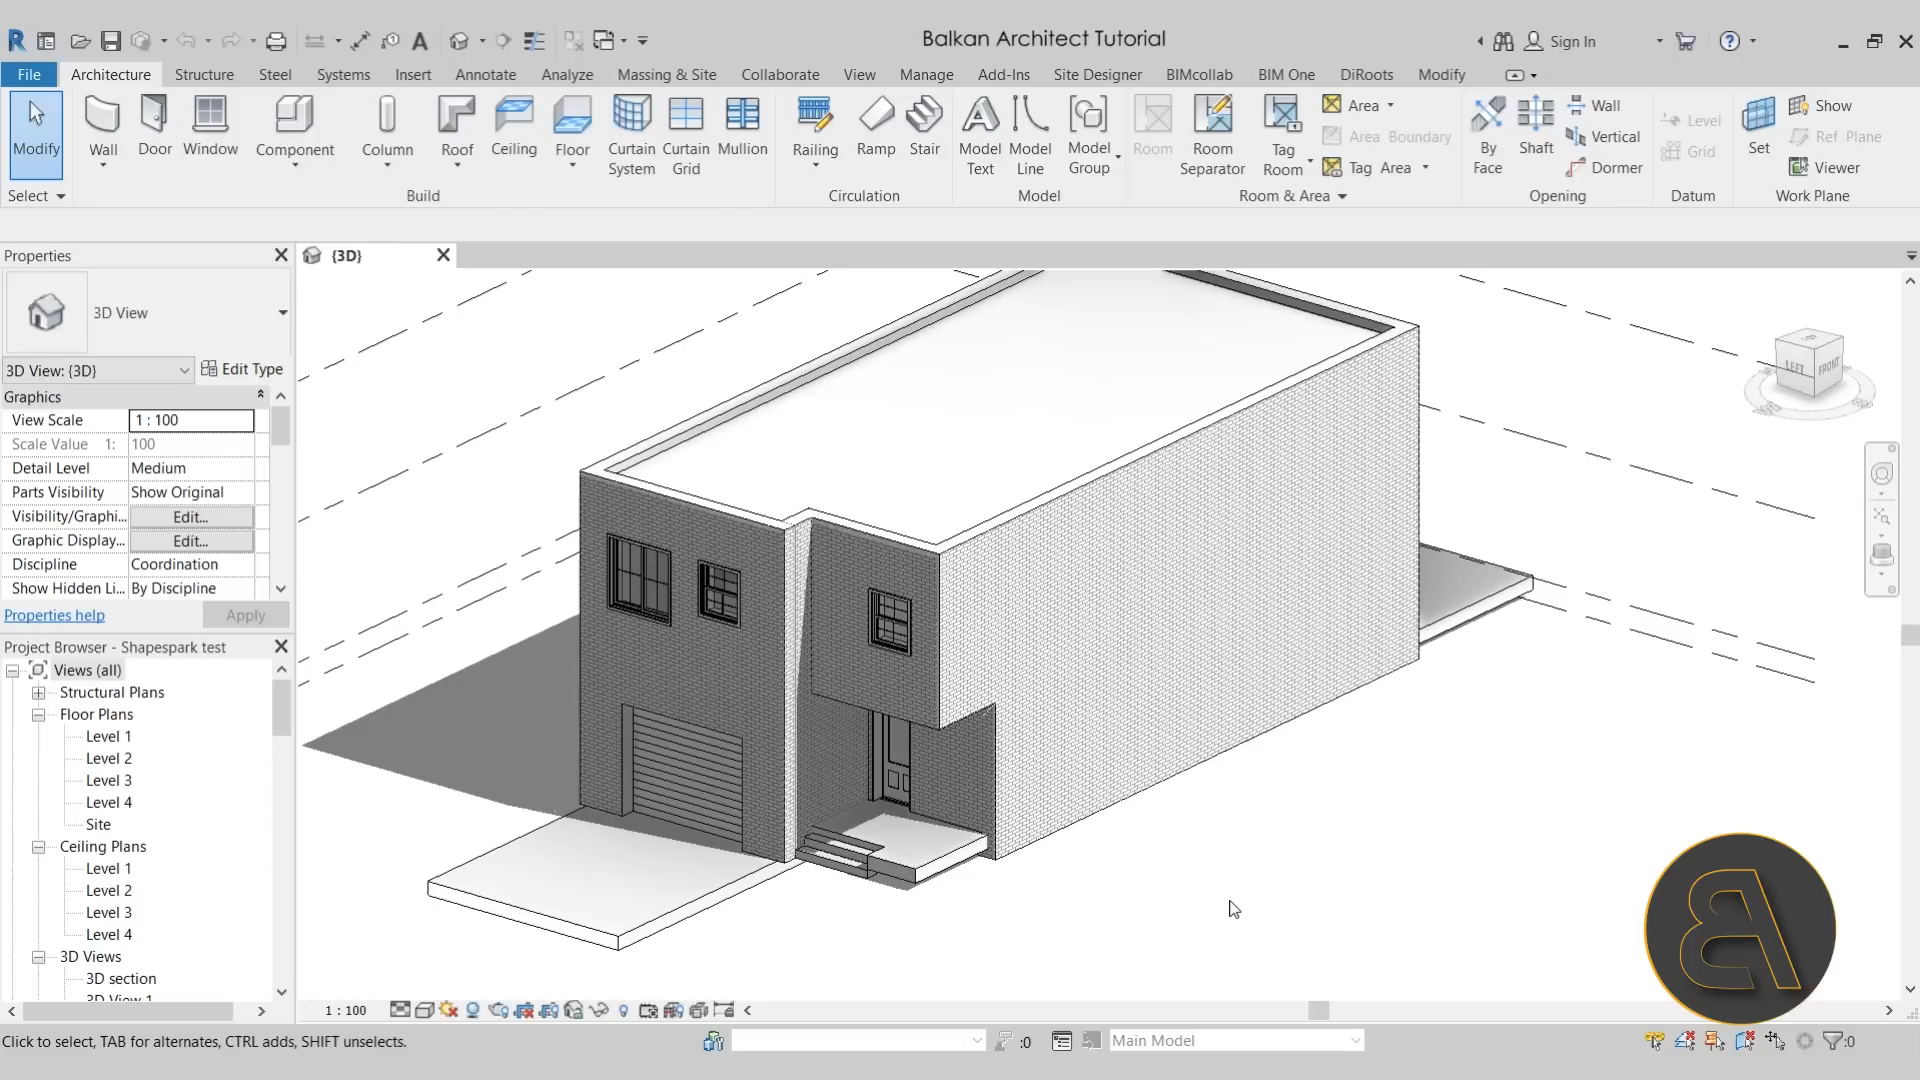 Balkan Architect Tutorial
Sign In
File Architecture Structure Steel Systems Insert Annotate Analyze Massing & Site Collaborate View Manage Add-Ins Site Designer BIMcollab BIM One DiRoots Modify
Modify
Wall
Door
Window
Component
Column
Roof
Ceiling
Floor
Curtain System
Curtain Grid
Mullion
Railing
Ramp
Stair
Model Text
Model Line
Model Group
Room
Room Separator
Tag Room
Area
Area Boundary
Tag Area
By Face
Shaft
Wall
Vertical
Dormer
Level
Grid
Set
Show
Ref Plane
Viewer
Select Build Circulation Model Room & Area Opening Datum Work Plane
Properties
{3D}
3D View
3D View: {3D} Edit Type
Graphics
View Scale 1 : 100
Scale Value 1: 100
Detail Level Medium
Parts Visibility Show Original
Visibility/Graphi... Edit...
Graphic Display... Edit...
Discipline Coordination
Show Hidden Li... By Discipline
Properties help Apply
Project Browser - Shapespark test
Views (all)
Structural Plans
Floor Plans
Level 1
Level 2
Level 3
Level 4
Site
Ceiling Plans
Level 1
Level 2
Level 3
Level 4
3D Views
3D section
3D View 1
LEFT FRONT
1 : 100
Click to select, TAB for alternates, CTRL adds, SHIFT unselects.
:0
Main Model
:0